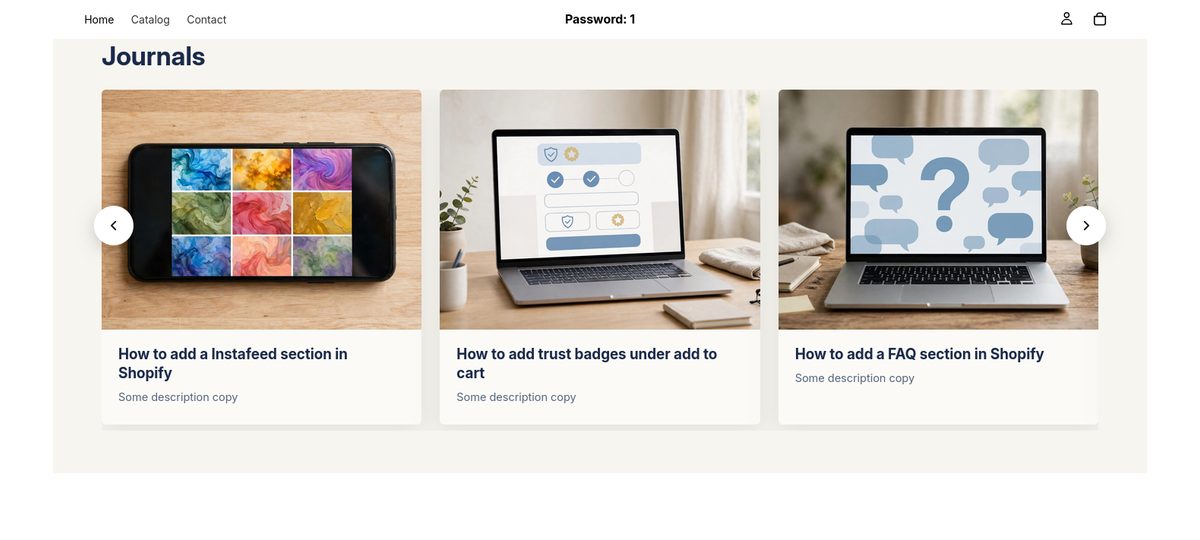 Home Catalog Contact Password: 1
Journals
How to add a Instafeed section in
Shopify
Some description copy
How to add trust badges under add to
cart
Some description copy
How to add a FAQ section in Shopify
Some description copy
?